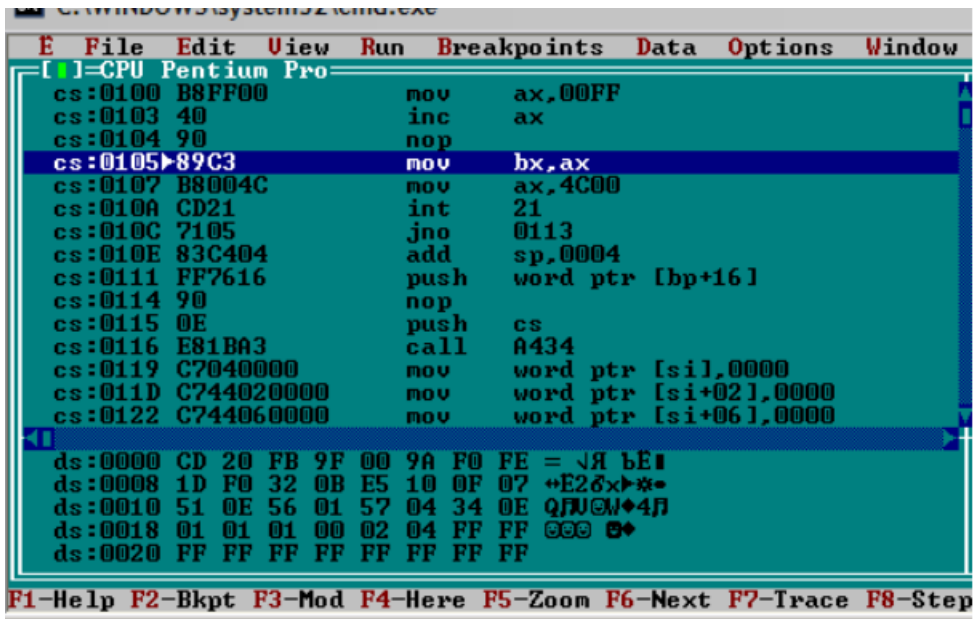 C:\WINDOWS\system32\cmd.exe
Ё File Edit View Run Breakpoints Data Options Window
[ ]=CPU Pentium Pro
cs:0100 B8FF00 mov ax,00FF
cs:0103 40 inc ax
cs:0104 90 nop
cs:0105►89C3 mov bx,ax
cs:0107 B8004C mov ax,4C00
cs:010A CD21 int 21
cs:010C 7105 jno 0113
cs:010E 83C404 add sp,0004
cs:0111 FF7616 push word ptr [bp+16]
cs:0114 90 nop
cs:0115 0E push cs
cs:0116 E81BA3 call A434
cs:0119 C7040000 mov word ptr [si],0000
cs:011D C744020000 mov word ptr [si+02],0000
cs:0122 C744060000 mov word ptr [si+06],0000
ds:0000 CD 20 FB 9F 00 9A F0 FE = √Я ЪЁ■
ds:0008 1D F0 32 0B E5 10 0F 07 ↔Ё2♂х►☼•
ds:0010 51 0E 56 01 57 04 34 0E Q♫V☺W♦4♫
ds:0018 01 01 01 00 02 04 FF FF ☺☺☺ ☻♦
ds:0020 FF FF FF FF FF FF FF FF
F1-Help F2-Bkpt F3-Mod F4-Here F5-Zoom F6-Next F7-Trace F8-Step